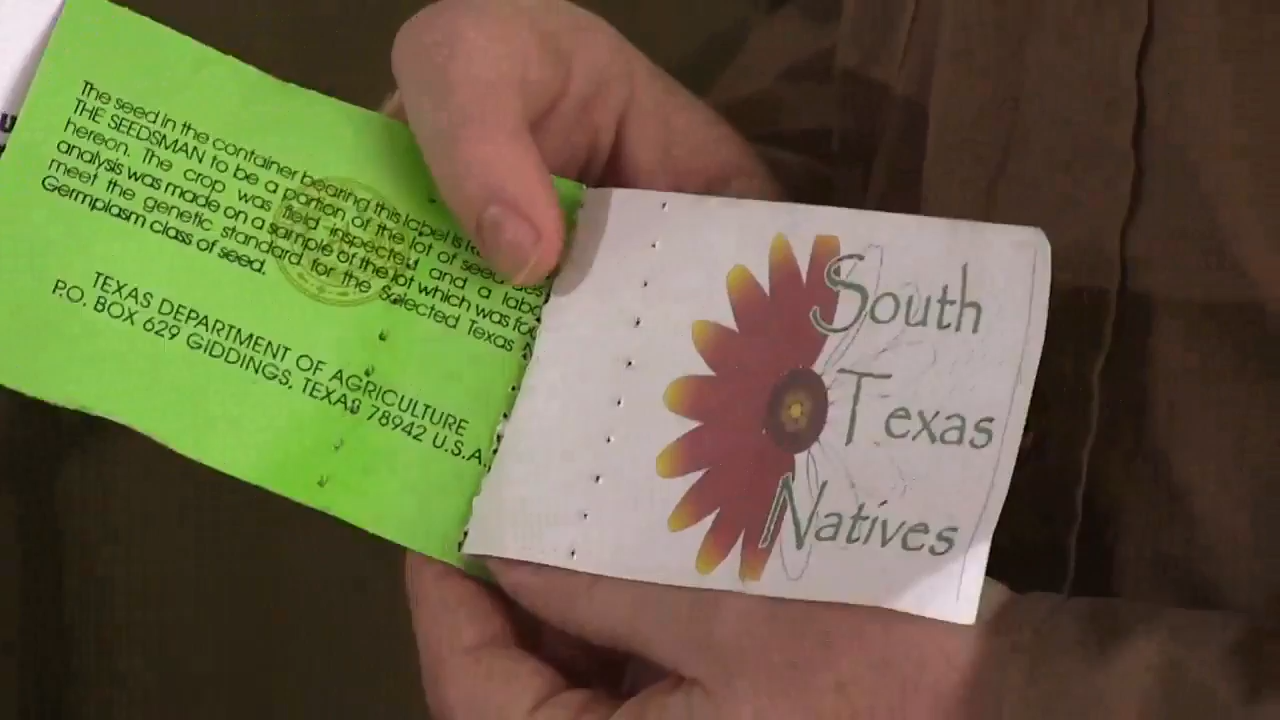 The seed in the container bearing this label is
THE SEEDSMAN to be a portion of the lot of seed
hereon. The crop was field inspected and a
analysis was made on a sample of the lot which was
meet the genetic standard for the Selected Texas
Germplasm class of seed.
TEXAS DEPARTMENT OF AGRICULTURE
P.O. BOX 629 GIDDINGS, TEXAS 78942 U.S.A.
South
Texas
Natives